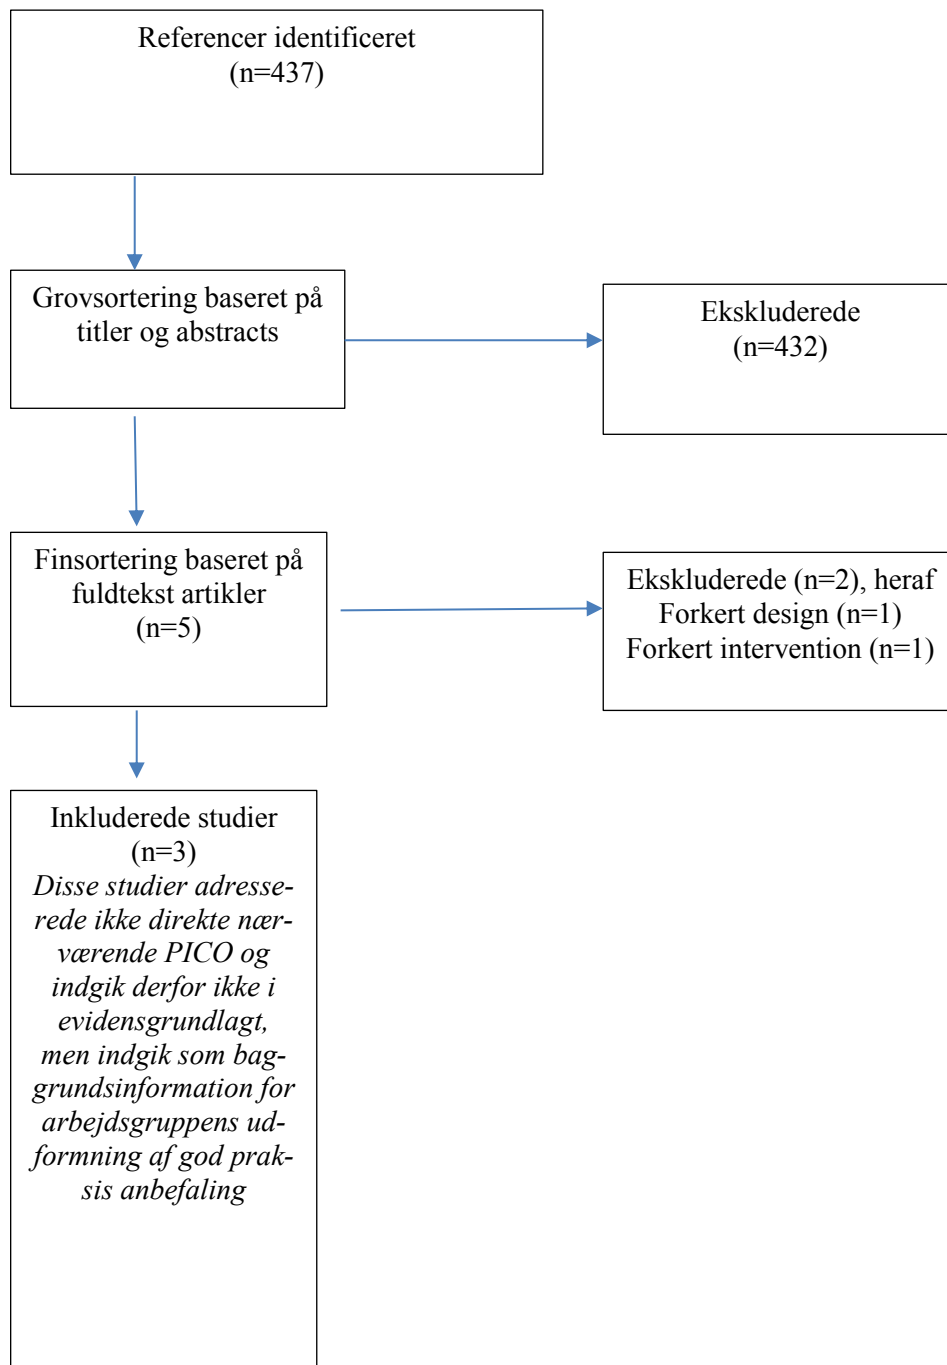 Referencer identificeret
(n=437)
Grovsortering baseret på
titler og abstracts
Ekskluderede
(n=432)
Finsortering baseret på
fuldtekst artikler
(n=5)
Ekskluderede (n=2), heraf
Forkert design (n=1)
Forkert intervention (n=1)
Inkluderede studier
(n=3)
Disse studier adresse-
rede ikke direkte nær-
værende PICO og
indgik derfor ikke i
evidensgrundlagt,
men indgik som bag-
grundsinformation for
arbejdsgruppens ud-
formning af god prak-
sis anbefaling